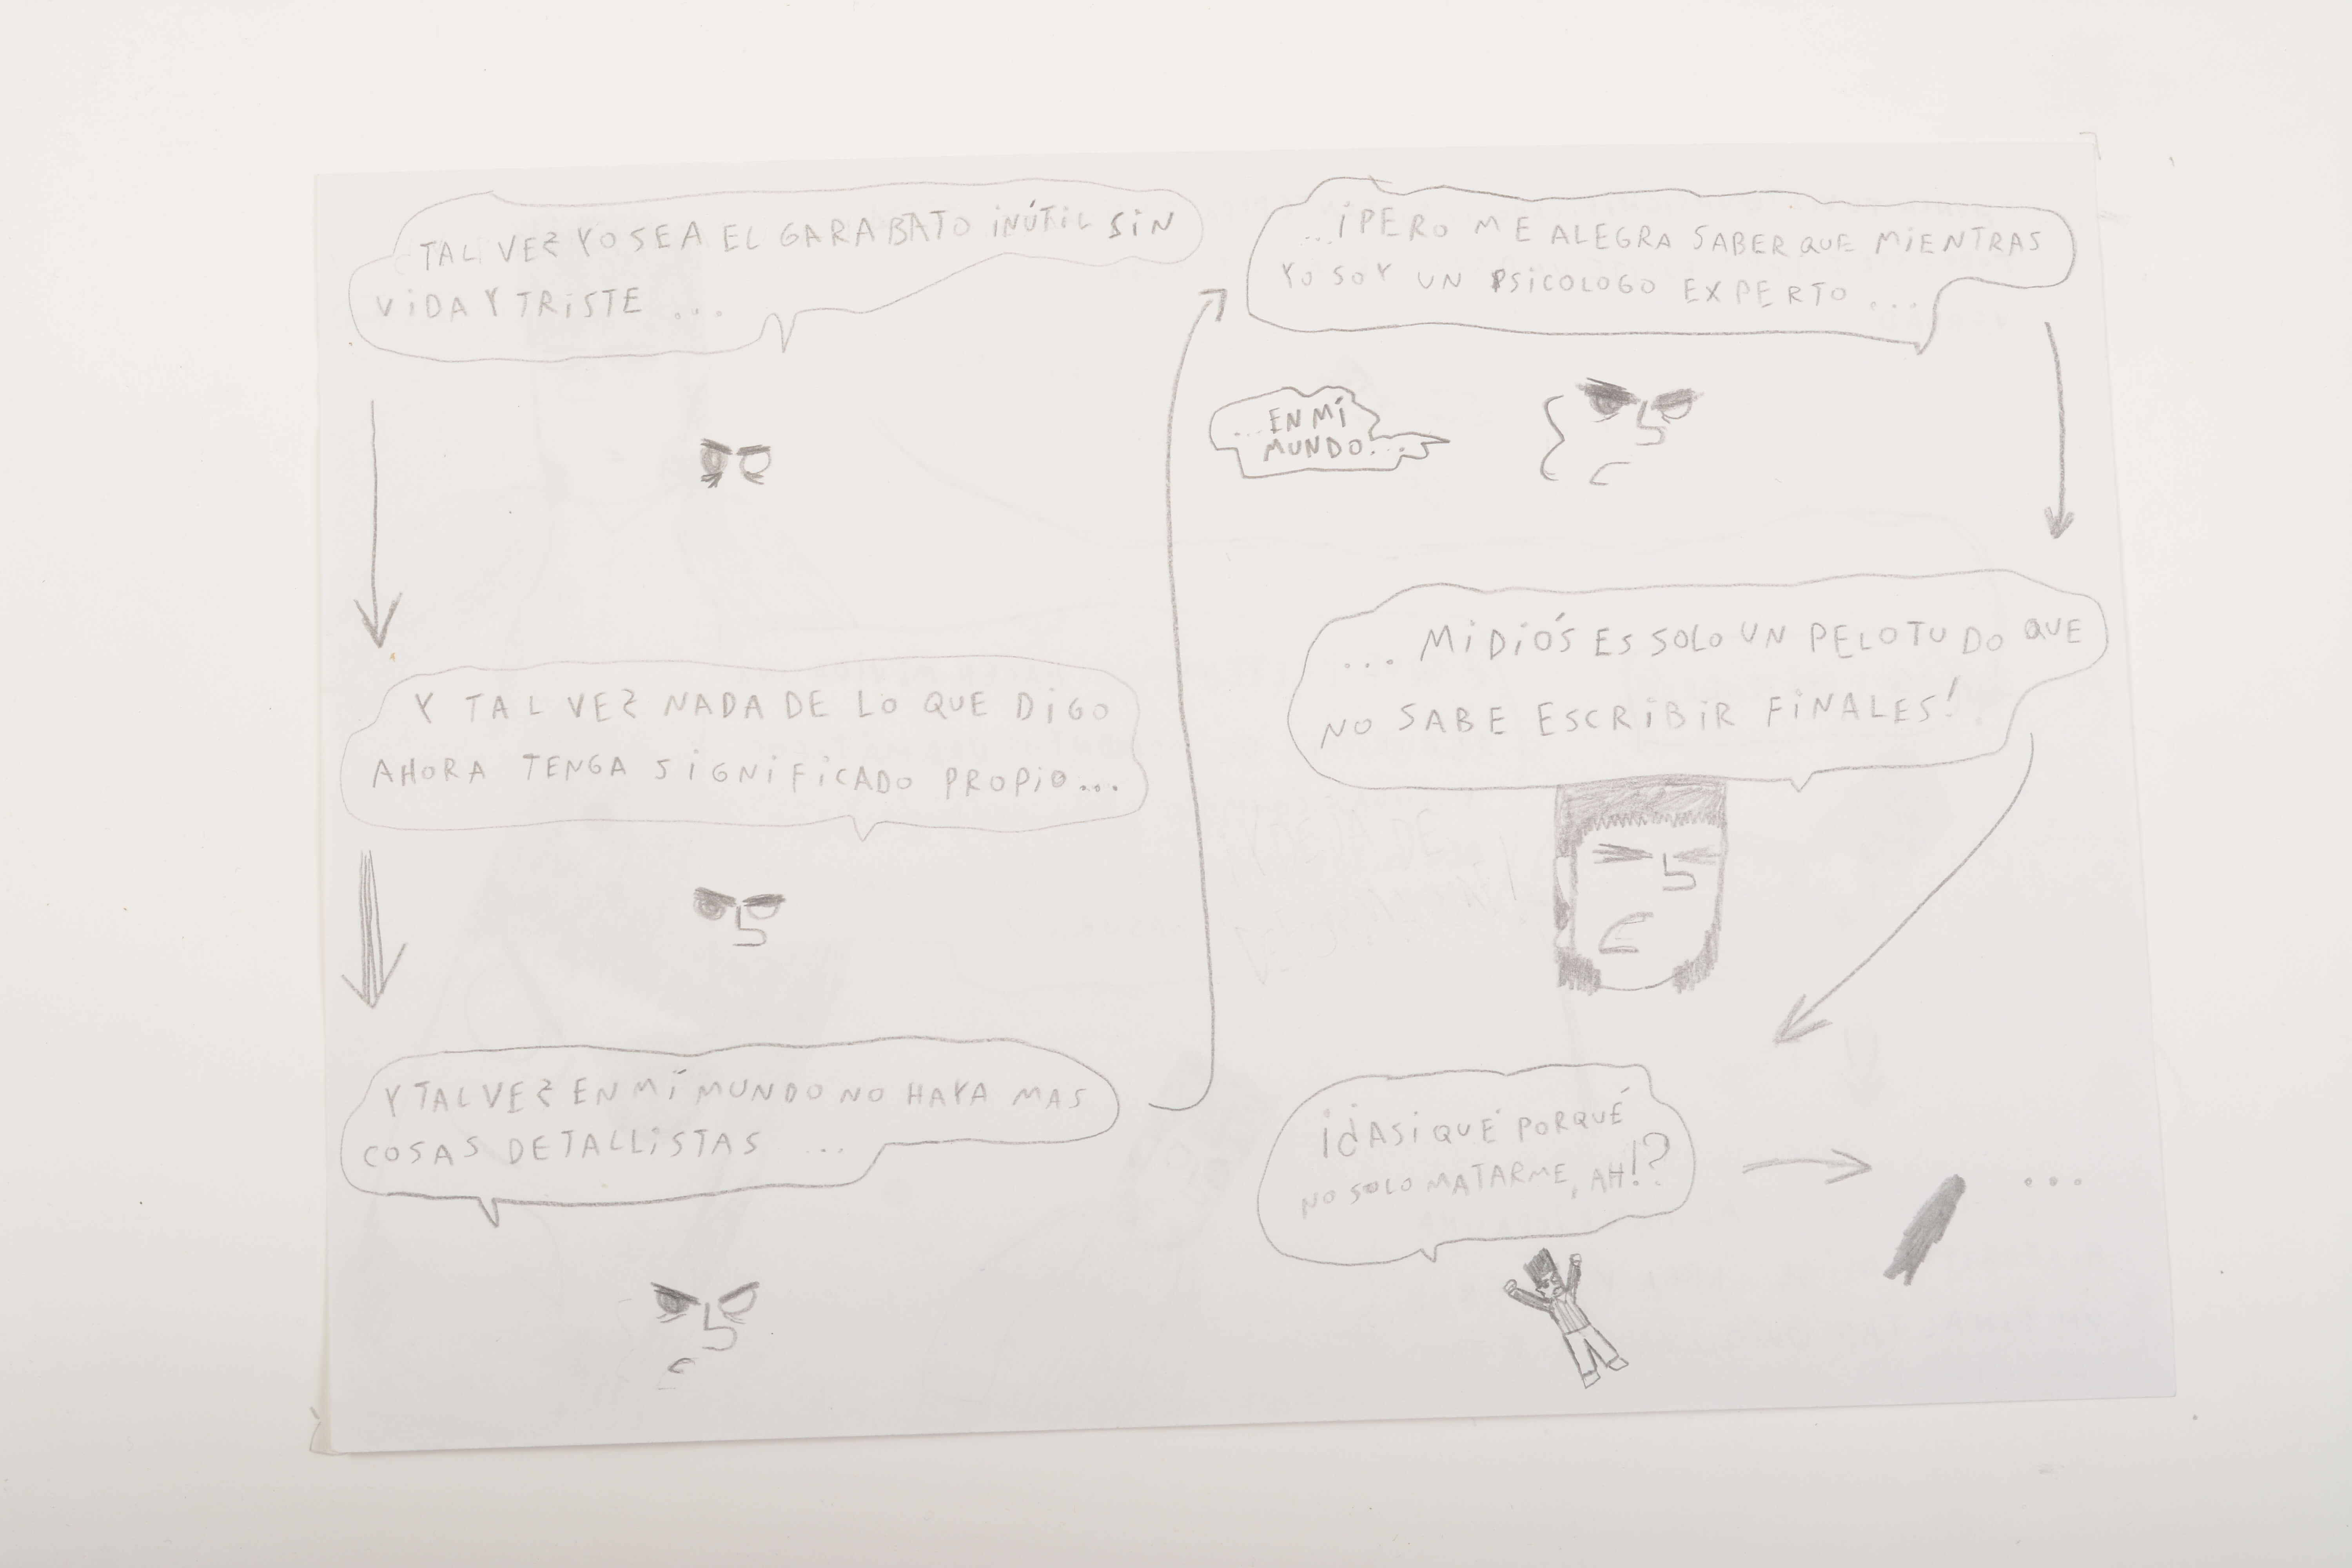 TAL VEZ YO SEA EL GARABATO INÚTIL SIN
VIDA Y TRISTE ...
Y TAL VEZ NADA DE LO QUE DIGO
AHORA TENGA SIGNIFICADO PROPIO...
Y TAL VEZ EN MÍ MUNDO NO HAYA MAS
COSAS DETALLISTAS ...
...¡PERO ME ALEGRA SABER QUE MIENTRAS
YO SOY UN PSICOLOGO EXPERTO ...
... EN MÍ
MUNDO...
... MI DIÓS ES SOLO UN PELOTUDO QUE
NO SABE ESCRIBIR FINALES!
¡¿ASI QUÉ PORQUÉ
NO SOLO MATARME, AH!?
...